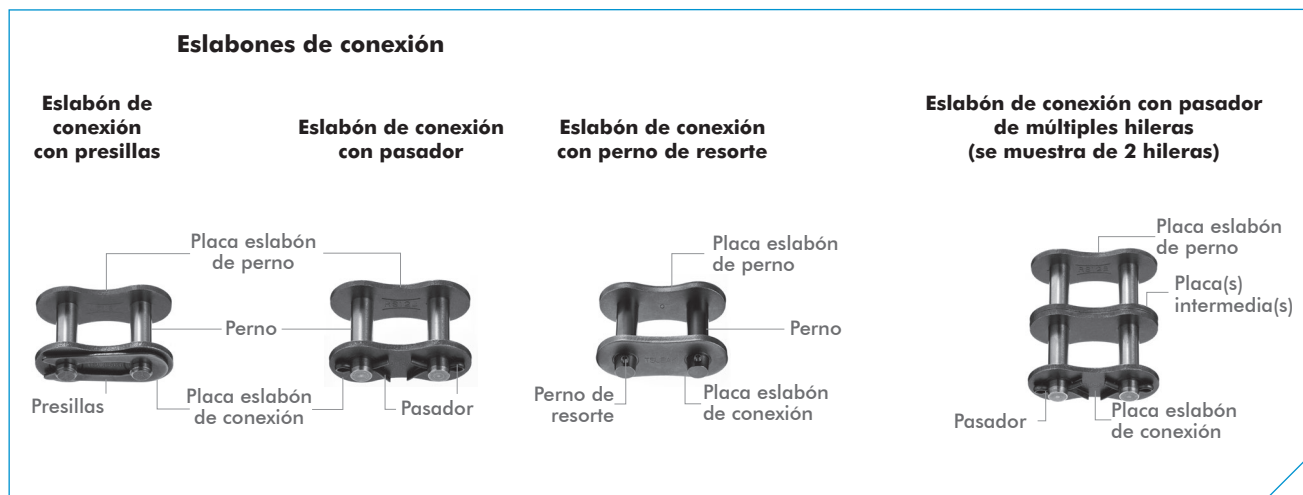 Eslabones de conexión
Eslabón de
conexión
con presillas
Eslabón de conexión
con pasador
Eslabón de conexión
con perno de resorte
Eslabón de conexión con pasador
de múltiples hileras
(se muestra de 2 hileras)
Placa eslabón
de perno
Perno
Presillas
Placa eslabón
de conexión
Pasador
Placa eslabón
de perno
Perno
Perno de
resorte
Placa eslabón
de conexión
Placa eslabón
de perno
Placa(s)
intermedia(s)
Pasador
Placa eslabón
de conexión